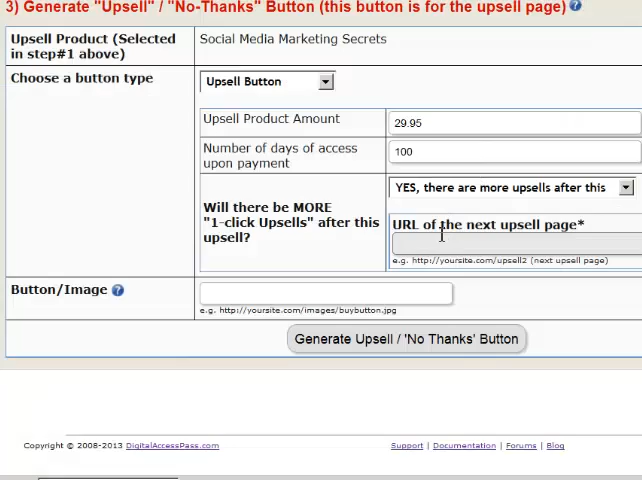 3) Generate "Upsell" / "No-Thanks" Button (this button is for the upsell page)
Upsell Product (Selected
in step#1 above)
Social Media Marketing Secrets
Choose a button type
Upsell Button
Upsell Product Amount
29.95
Number of days of access
upon payment
100
Will there be MORE
"1-click Upsells" after this
upsell?
YES, there are more upsells after this
URL of the next upsell page*
e.g. http://yoursite.com/upsell2 (next upsell page)
Button/Image
e.g. http://yoursite.com/images/buybutton.jpg
Generate Upsell / 'No Thanks' Button
Copyright © 2008-2013 DigitalAccessPass.com
Support | Documentation | Forums | Blog